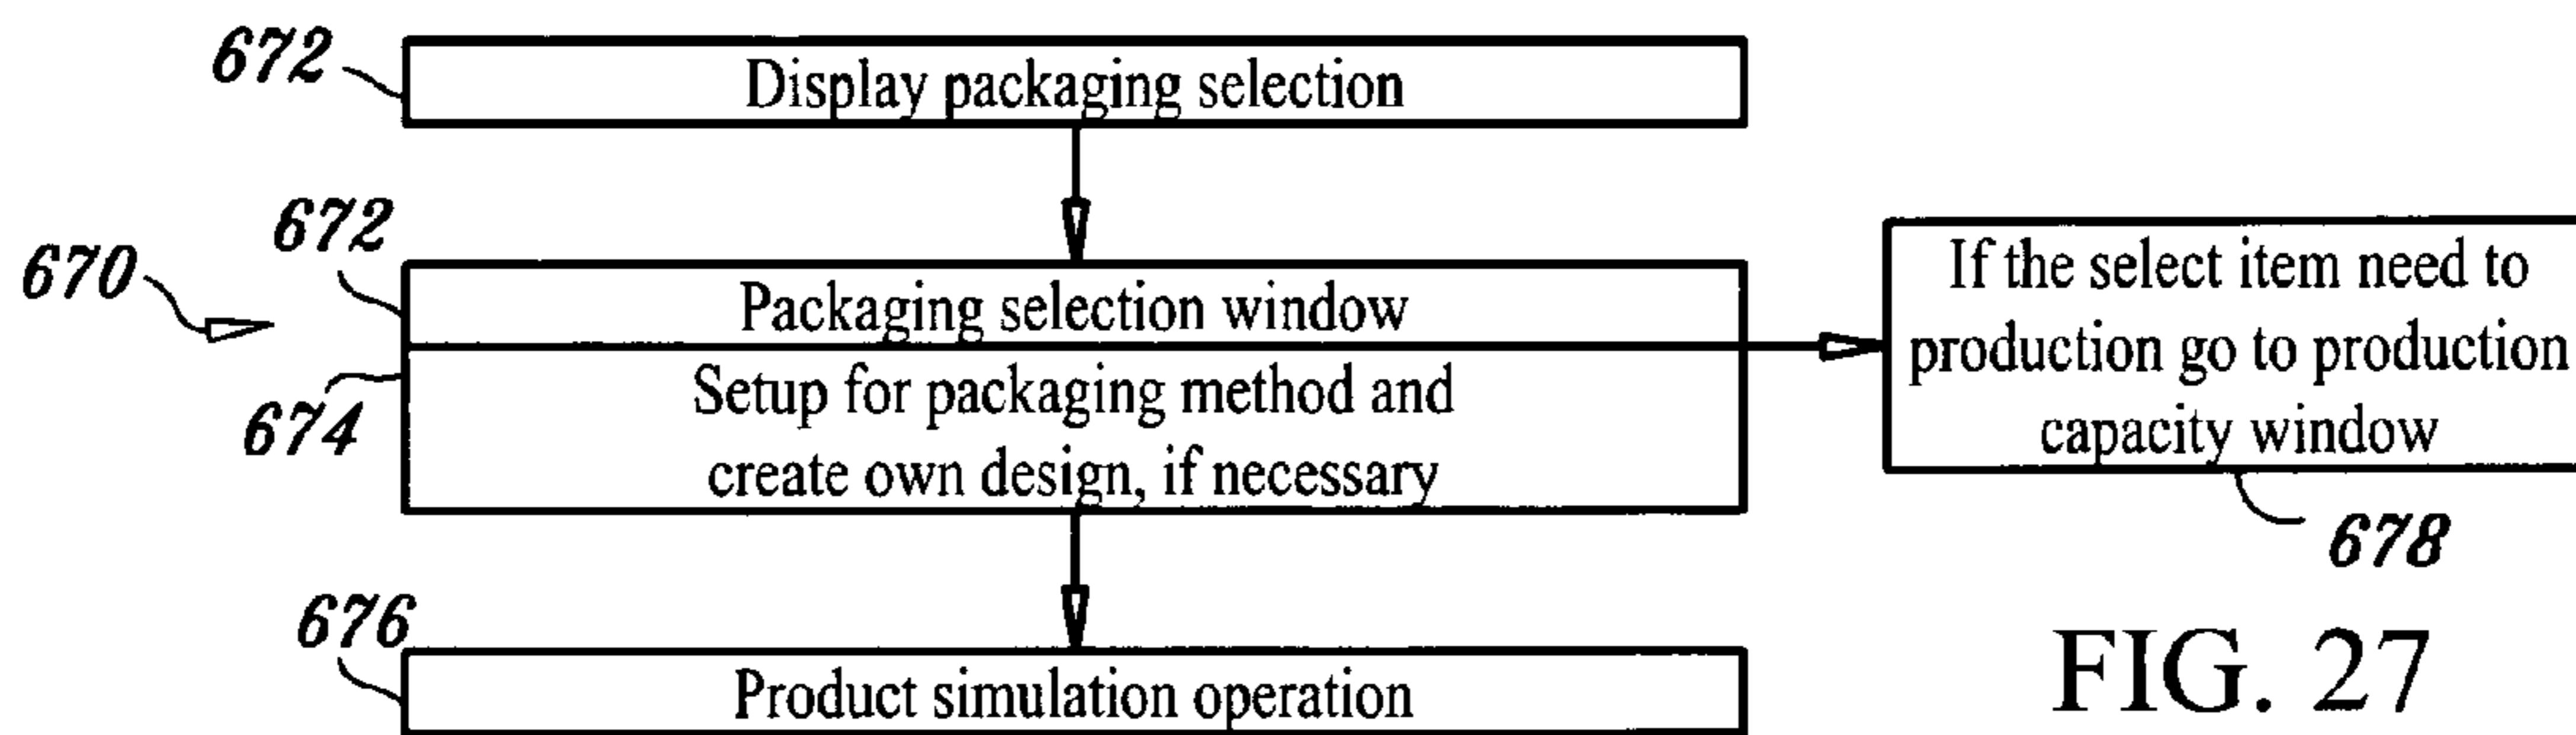 672
Display packaging selection
672
670
Packaging selection window
674
Setup for packaging method and
create own design, if necessary
If the select item need to
production go to production
capacity window
678
676
Product simulation operation
FIG. 27